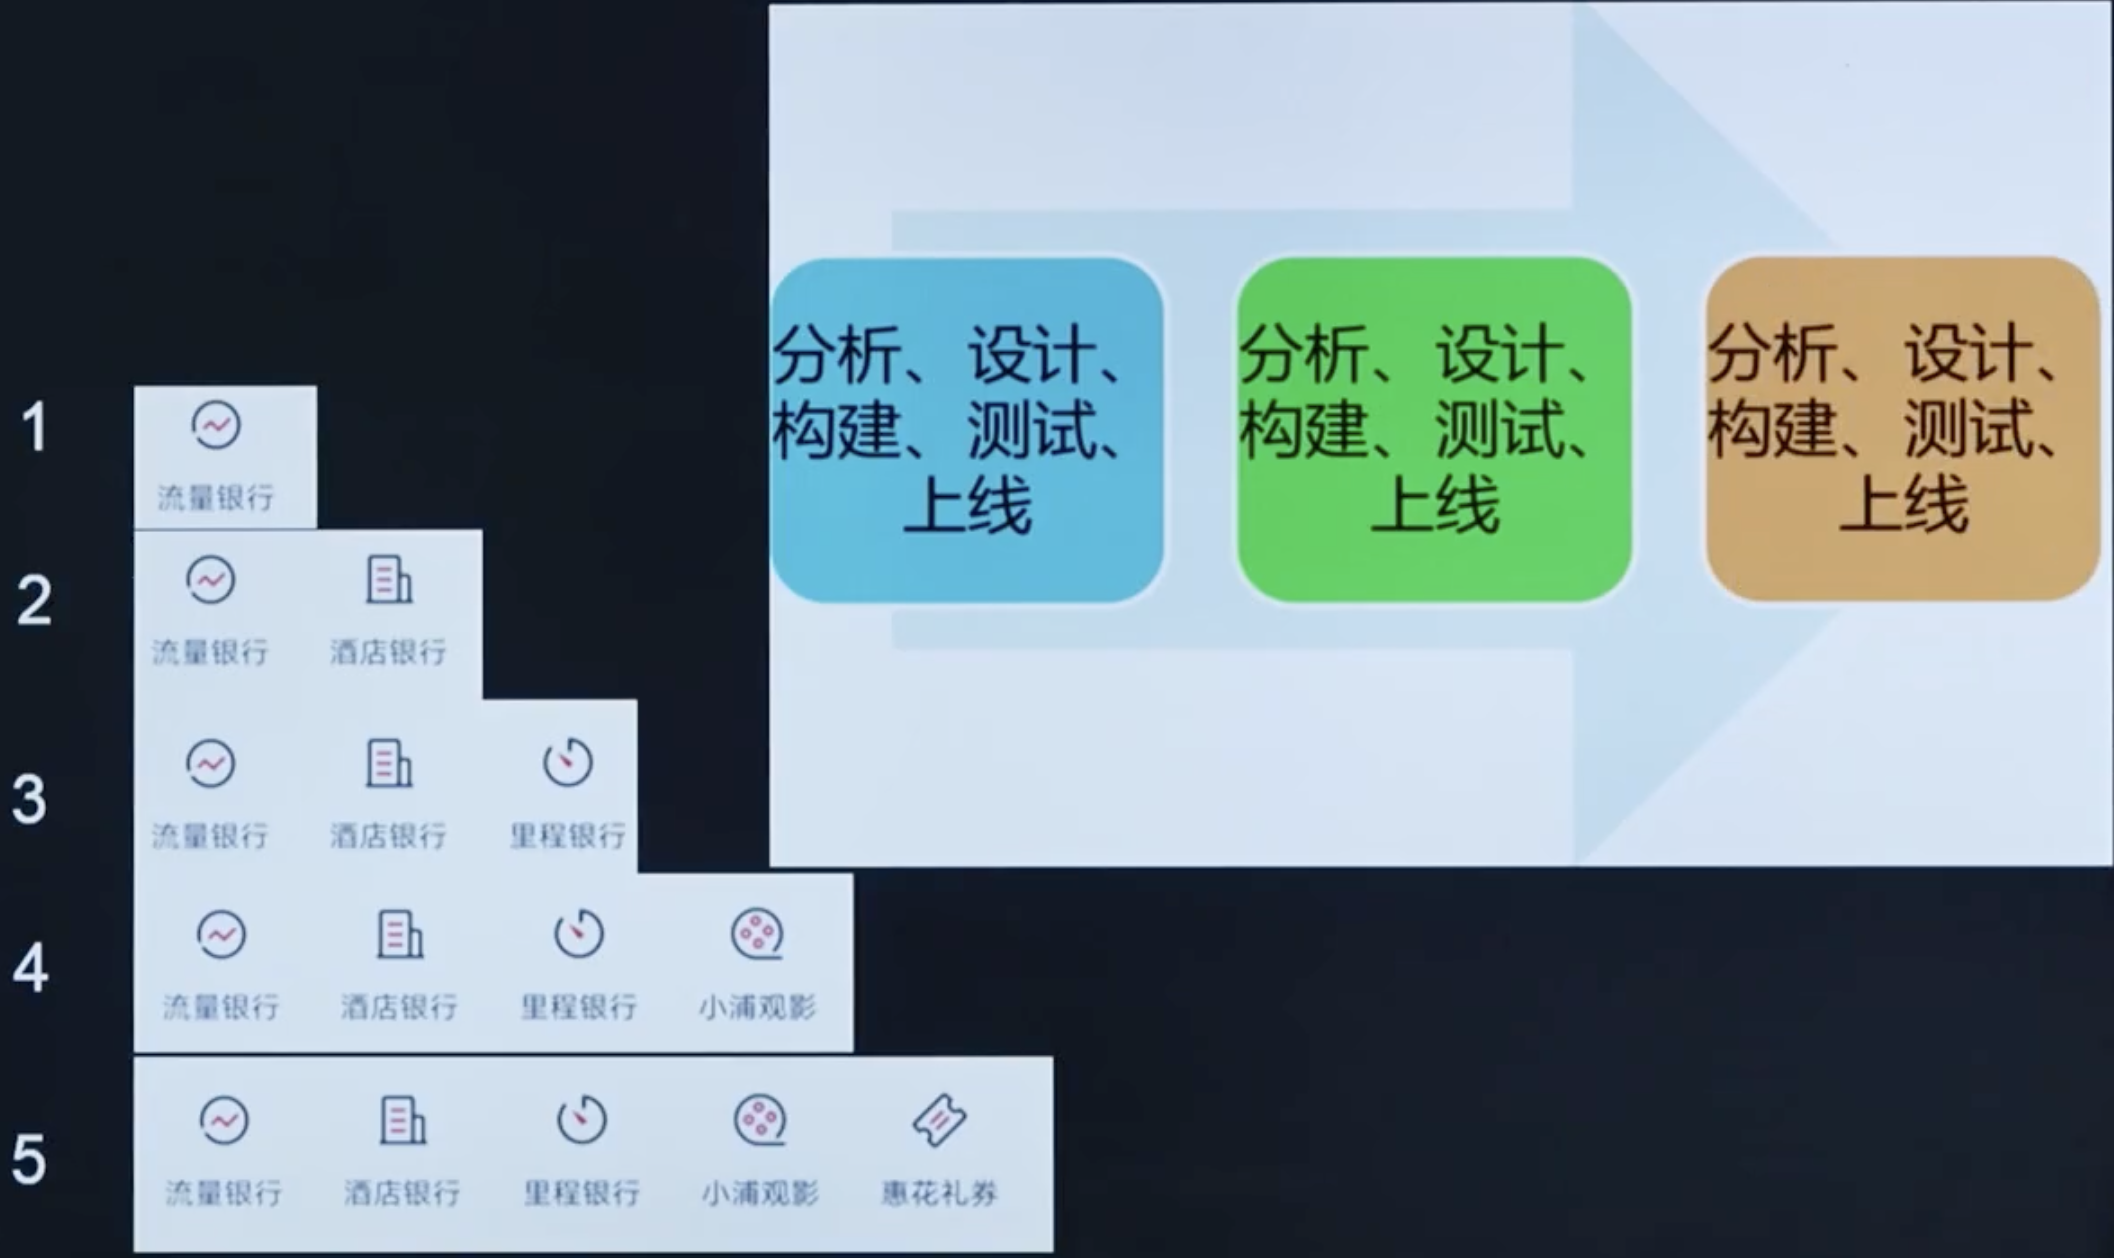 分析、设计、
构建、测试、
上线
分析、设计、
构建、测试、
上线
分析、设计、
构建、测试、
上线
1
流量银行
2
流量银行 酒店银行
3
流量银行 酒店银行 里程银行
4
流量银行 酒店银行 里程银行 小浦观影
5
流量银行 酒店银行 里程银行 小浦观影 惠花礼券